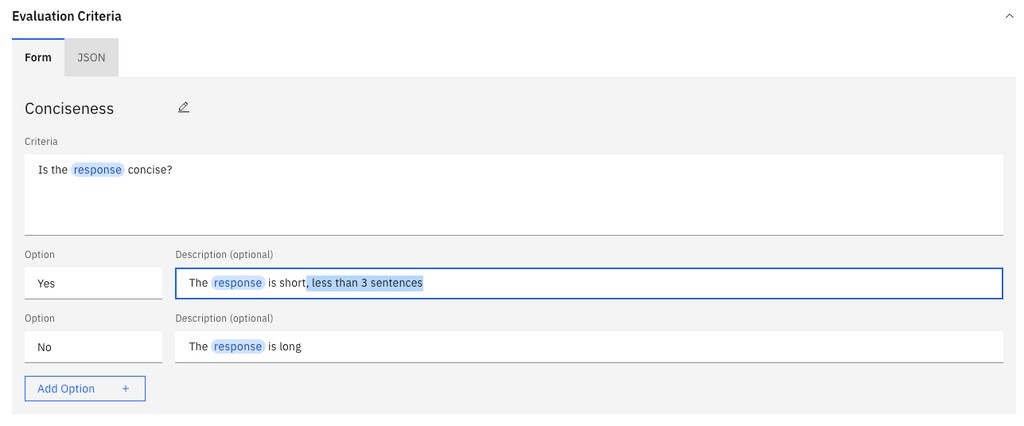 Evaluation Criteria
Form JSON
Conciseness
Criteria
Is the response concise?
Option Description (optional)
Yes The response is short, less than 3 sentences
Option Description (optional)
No The response is long
Add Option +